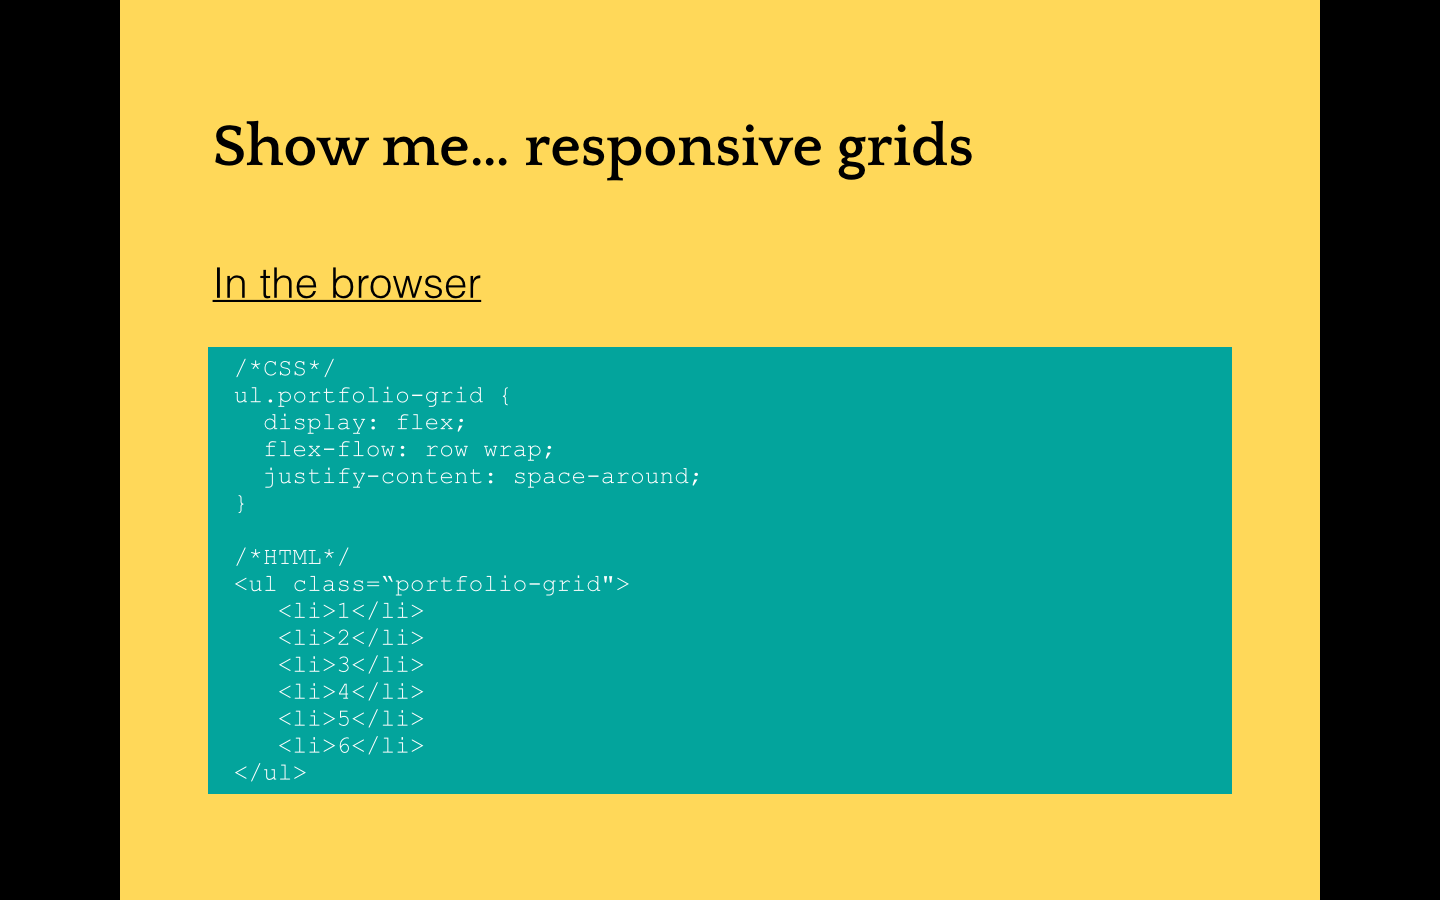 Show me... responsive grids
In the browser
/*CSS*/
ul.portfolio-grid {
  display: flex;
  flex-flow: row wrap;
  justify-content: space-around;
}
/*HTML*/
<ul class=“portfolio-grid">
   <li>1</li>
   <li>2</li>
   <li>3</li>
   <li>4</li>
   <li>5</li>
   <li>6</li>
</ul>